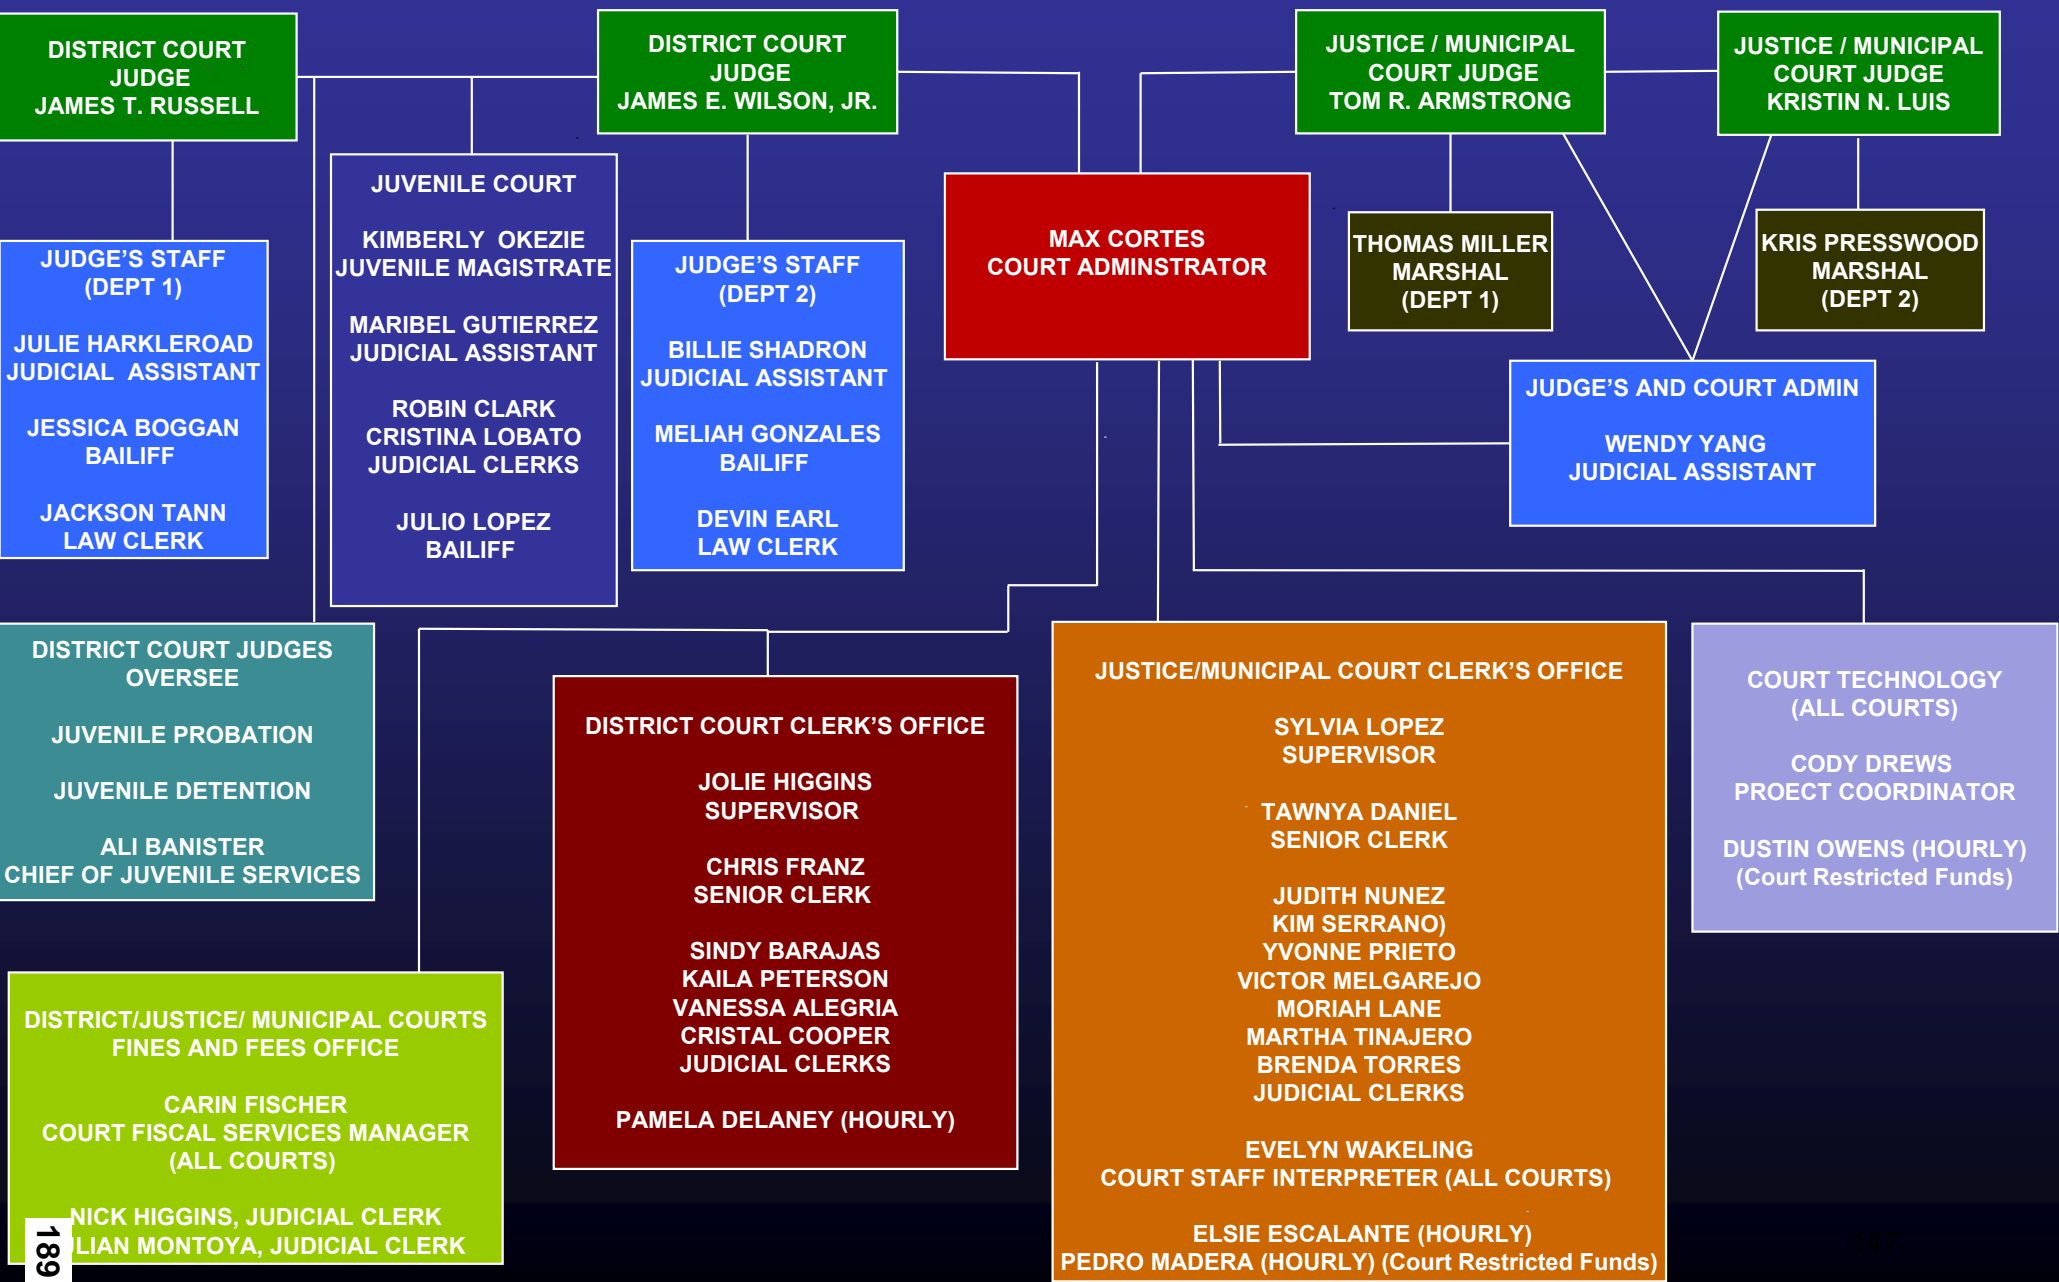 DISTRICT COURT
JUDGE
JAMES T. RUSSELL
DISTRICT COURT
JUDGE
JAMES E. WILSON, JR.
JUSTICE / MUNICIPAL
COURT JUDGE
TOM R. ARMSTRONG
JUSTICE / MUNICIPAL
COURT JUDGE
KRISTIN N. LUIS
JUDGE'S STAFF
(DEPT 1)
JULIE HARKLEROAD
JUDICIAL ASSISTANT
JESSICA BOGGAN
BAILIFF
JACKSON TANN
LAW CLERK
JUVENILE COURT
KIMBERLY OKEZIE
JUVENILE MAGISTRATE
MARIBEL GUTIERREZ
JUDICIAL ASSISTANT
ROBIN CLARK
CRISTINA LOBATO
JUDICIAL CLERKS
JULIO LOPEZ
BAILIFF
JUDGE'S STAFF
(DEPT 2)
BILLIE SHADRON
JUDICIAL ASSISTANT
MELIAH GONZALES
BAILIFF
DEVIN EARL
LAW CLERK
MAX CORTES
COURT ADMINSTRATOR
THOMAS MILLER
MARSHAL
(DEPT 1)
KRIS PRESSWOOD
MARSHAL
(DEPT 2)
JUDGE'S AND COURT ADMIN
WENDY YANG
JUDICIAL ASSISTANT
DISTRICT COURT JUDGES
OVERSEE
JUVENILE PROBATION
JUVENILE DETENTION
ALI BANISTER
CHIEF OF JUVENILE SERVICES
DISTRICT/JUSTICE/ MUNICIPAL COURTS
FINES AND FEES OFFICE
CARIN FISCHER
COURT FISCAL SERVICES MANAGER
(ALL COURTS)
NICK HIGGINS, JUDICIAL CLERK
MONTOYA, JUDICIAL CLERK
DISTRICT COURT CLERK'S OFFICE
JOLIE HIGGINS
SUPERVISOR
CHRIS FRANZ
SENIOR CLERK
SINDY BARAJAS
KAILA PETERSON
VANESSA ALEGRIA
CRISTAL COOPER
JUDICIAL CLERKS
PAMELA DELANEY (HOURLY)
JUSTICE/MUNICIPAL COURT CLERK'S OFFICE
SYLVIA LOPEZ
SUPERVISOR
TAWNYA DANIEL
SENIOR CLERK
JUDITH NUNEZ
KIM SERRANO)
YVONNE PRIETO
VICTOR MELGAREJO
MORIAH LANE
MARTHA TINAJERO
BRENDA TORRES
JUDICIAL CLERKS
EVELYN WAKELING
COURT STAFF INTERPRETER (ALL COURTS)
ELSIE ESCALANTE (HOURLY)
PEDRO MADERA (HOURLY) (Court Restricted Funds)
COURT TECHNOLOGY
(ALL COURTS)
CODY DREWS
PROECT COORDINATOR
DUSTIN OWENS (HOURLY)
(Court Restricted Funds)
189